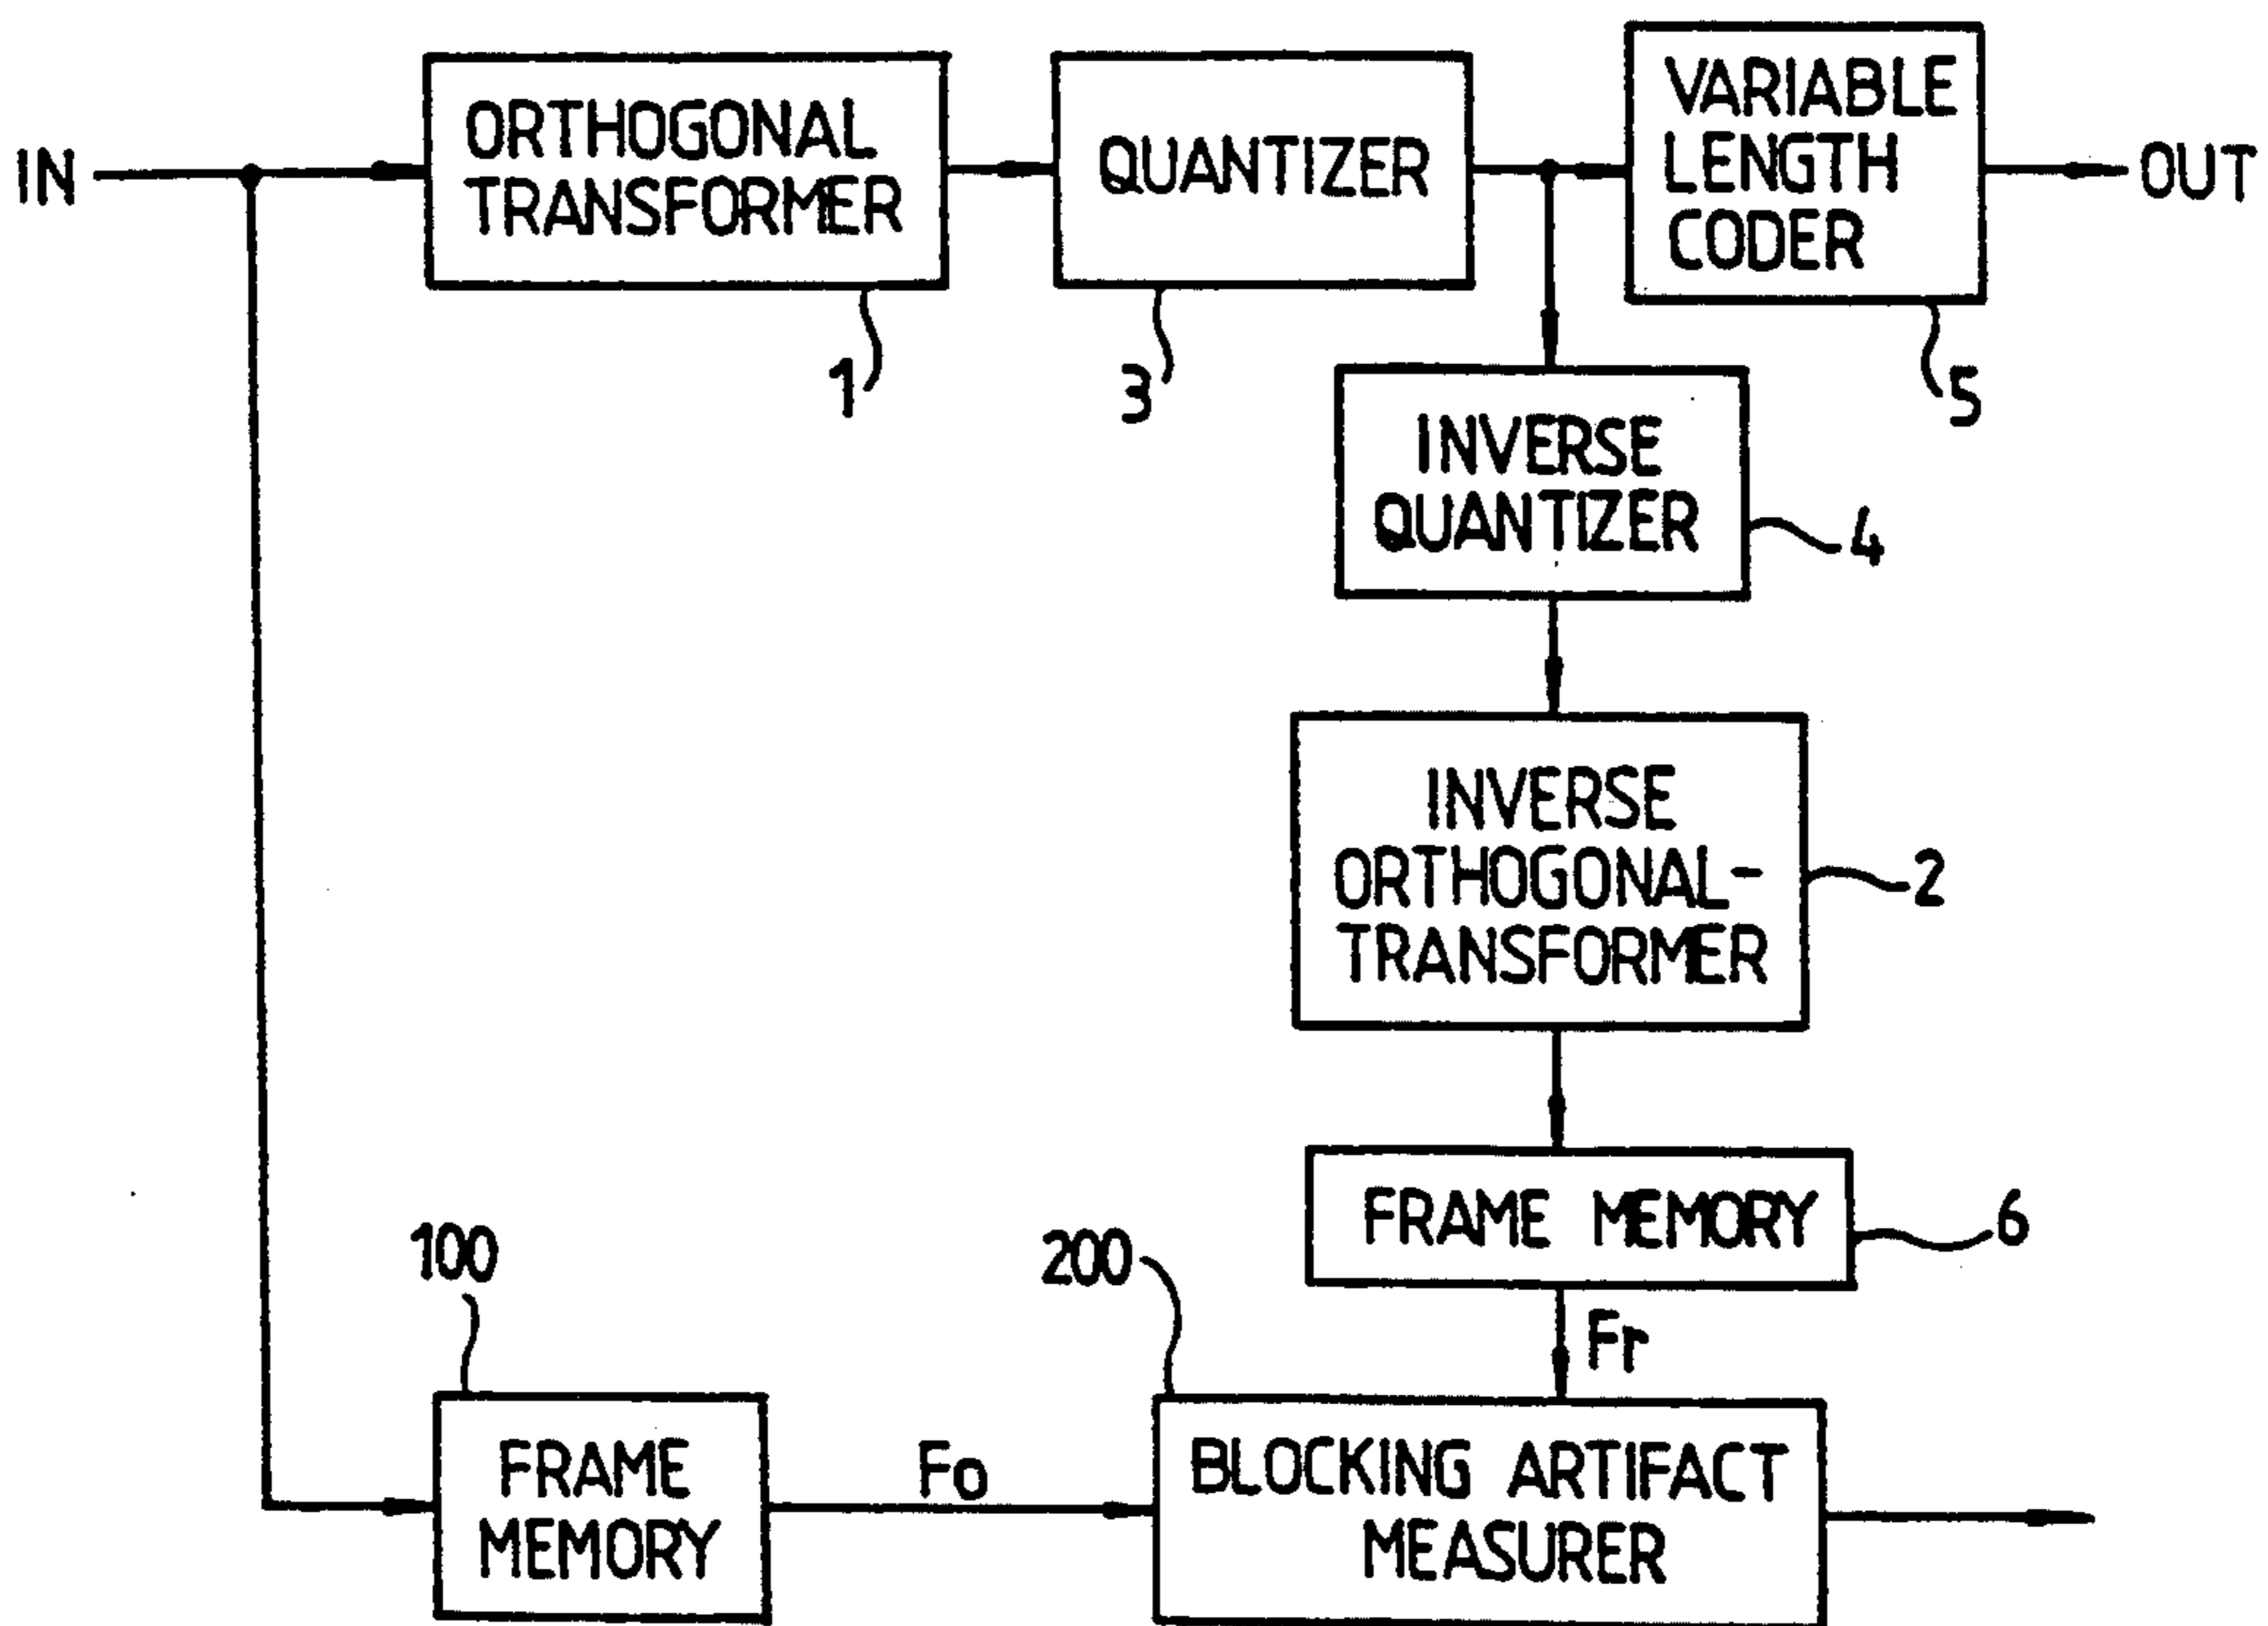 IN
ORTHOGONAL
TRANSFORMER
QUANTIZER
VARIABLE
LENGTH
CODER
OUT
1
3
5
INVERSE
QUANTIZER
4
INVERSE
ORTHOGONAL-
TRANSFORMER
2
FRAME MEMORY
6
100
200
Fr
FRAME
MEMORY
Fo
BLOCKING ARTIFACT
MEASURER